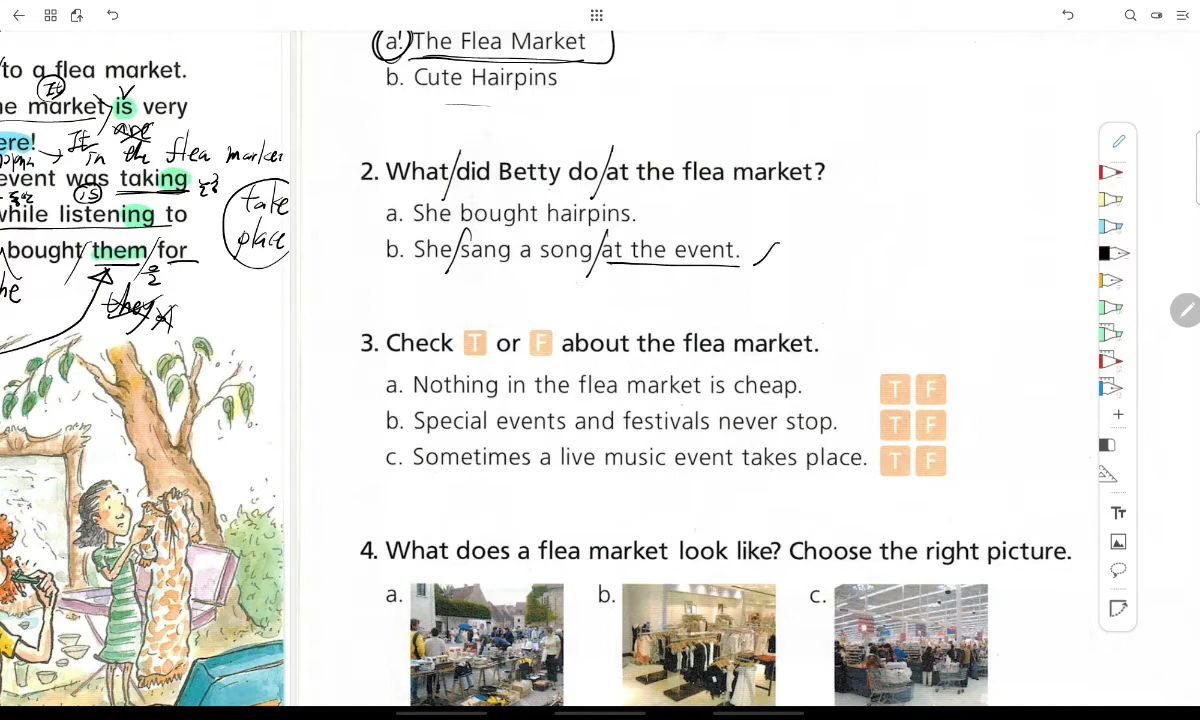 to a flea market.
It
market is very
are
ere!
It in the flea market
event was taking
중
is
take
place
while listening to
bought them for
을
he
they X
a. The Flea Market
b. Cute Hairpins
2. What/did Betty do/at the flea market?
a. She bought hairpins.
b. She/sang a song/at the event.
3. Check T or F about the flea market.
a. Nothing in the flea market is cheap. T F
b. Special events and festivals never stop. T F
c. Sometimes a live music event takes place. T F
4. What does a flea market look like? Choose the right picture.
a. b. c.
Tт